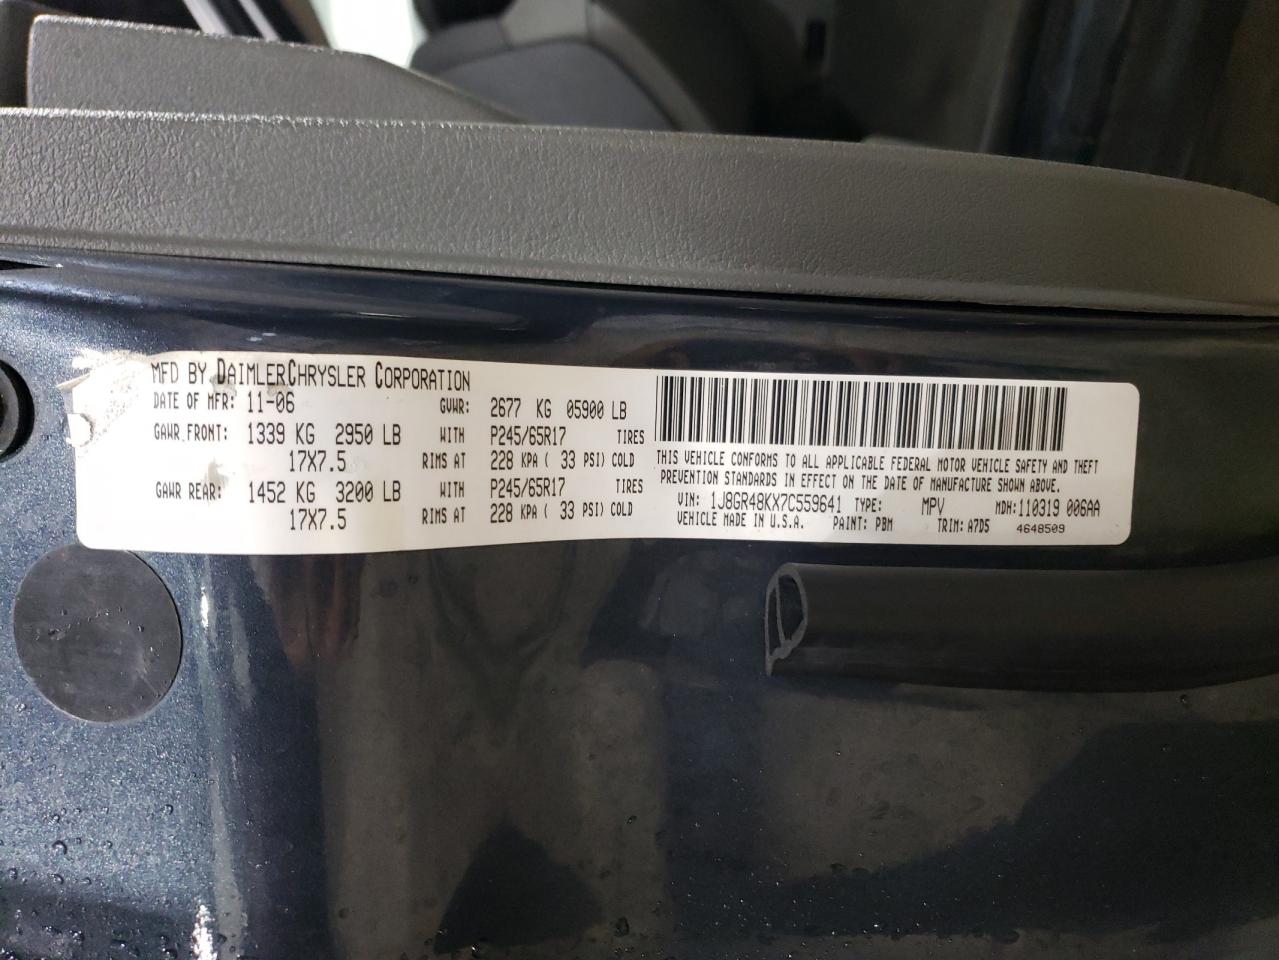 MFD BY DAIMLERCHRYSLER CORPORATION
DATE OF MFR: 11-06 GVWR: 2677 KG 05900 LB
GAWR FRONT: 1339 KG 2950 LB WITH P245/65R17 TIRES
17X7.5 RIMS AT 228 KPA ( 33 PSI) COLD
GAWR REAR: 1452 KG 3200 LB WITH P245/65R17 TIRES
17X7.5 RIMS AT 228 KPA ( 33 PSI) COLD
THIS VEHICLE CONFORMS TO ALL APPLICABLE FEDERAL MOTOR VEHICLE SAFETY AND THEFT
PREVENTION STANDARDS IN EFFECT ON THE DATE OF MANUFACTURE SHOWN ABOVE.
VIN: 1J8GR48KX7C559641 TYPE: MPV MDH: 110319 006AA
VEHICLE MADE IN U.S.A. PAINT: PBM TRIM: A7D5 4648509